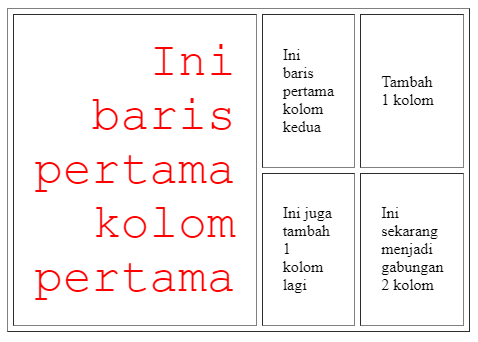 Ini
baris
pertama
kolom
pertama
Ini
baris
pertama
kolom
kedua
Tambah
1 kolom
Ini juga
tambah
1
kolom
lagi
Ini
sekarang
menjadi
gabungan
2 kolom